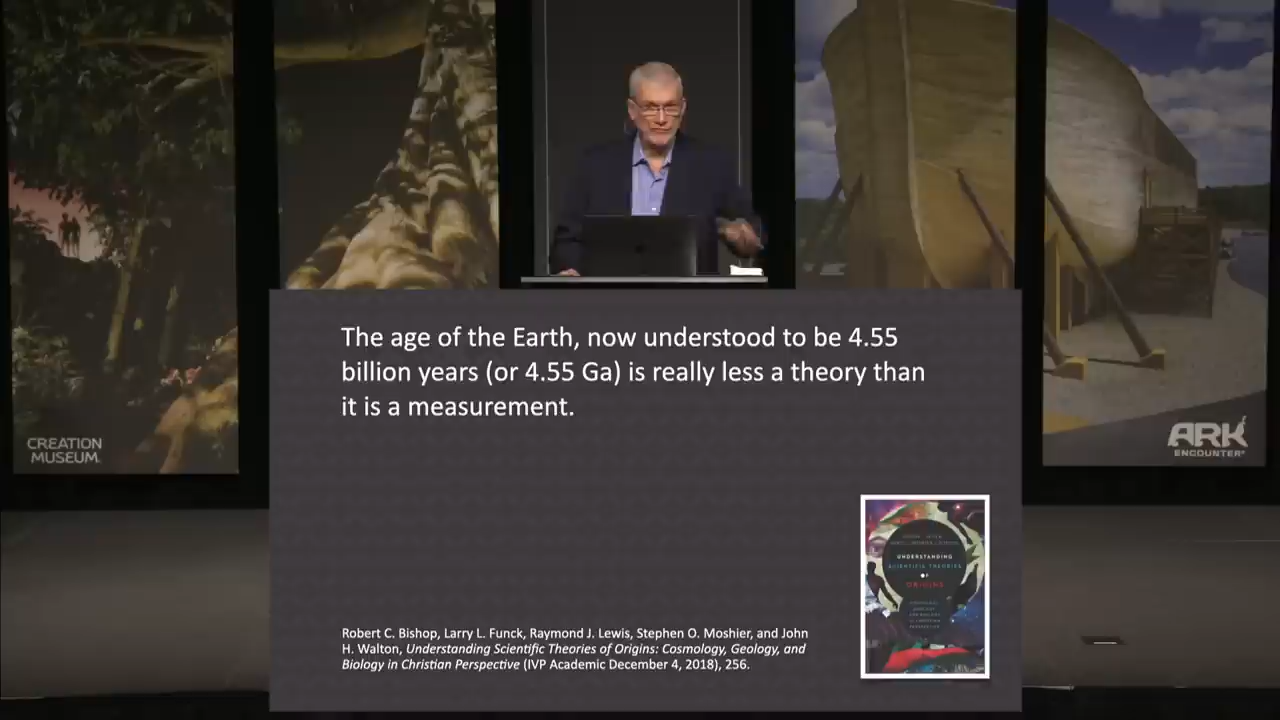 The age of the Earth, now understood to be 4.55
billion years (or 4.55 Ga) is really less a theory than
it is a measurement.
CREATION
MUSEUM
ARK
ENCOUNTER
UNDERSTANDING
SCIENTIFIC THEORIES
OF
ORIGINS
Robert C. Bishop, Larry L. Funck, Raymond J. Lewis, Stephen O. Moshier, and John
H. Walton, Understanding Scientific Theories of Origins: Cosmology, Geology, and
Biology in Christian Perspective (IVP Academic December 4, 2018), 256.